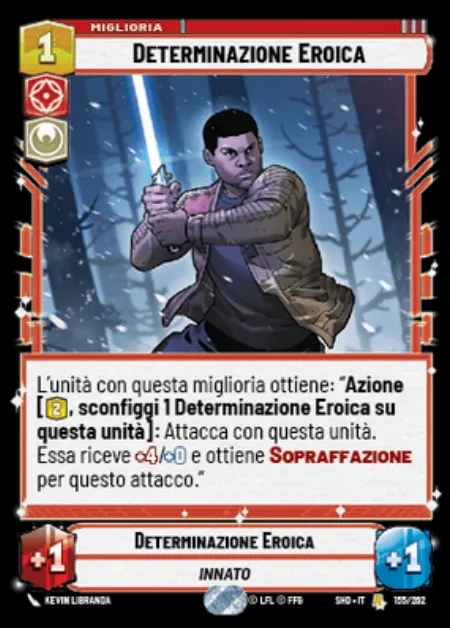 MIGLIORIA
1
DETERMINAZIONE EROICA
L'unità con questa miglioria ottiene: "Azione
[2, sconfiggi 1 Determinazione Eroica su
questa unità]: Attacca con questa unità.
Essa riceve +4/+0 e ottiene SOPRAFFAZIONE
per questo attacco."
+1
DETERMINAZIONE EROICA
+1
INNATO
KEVIN LIBRANDA
© LFL © FFG
SHD • IT
155/262